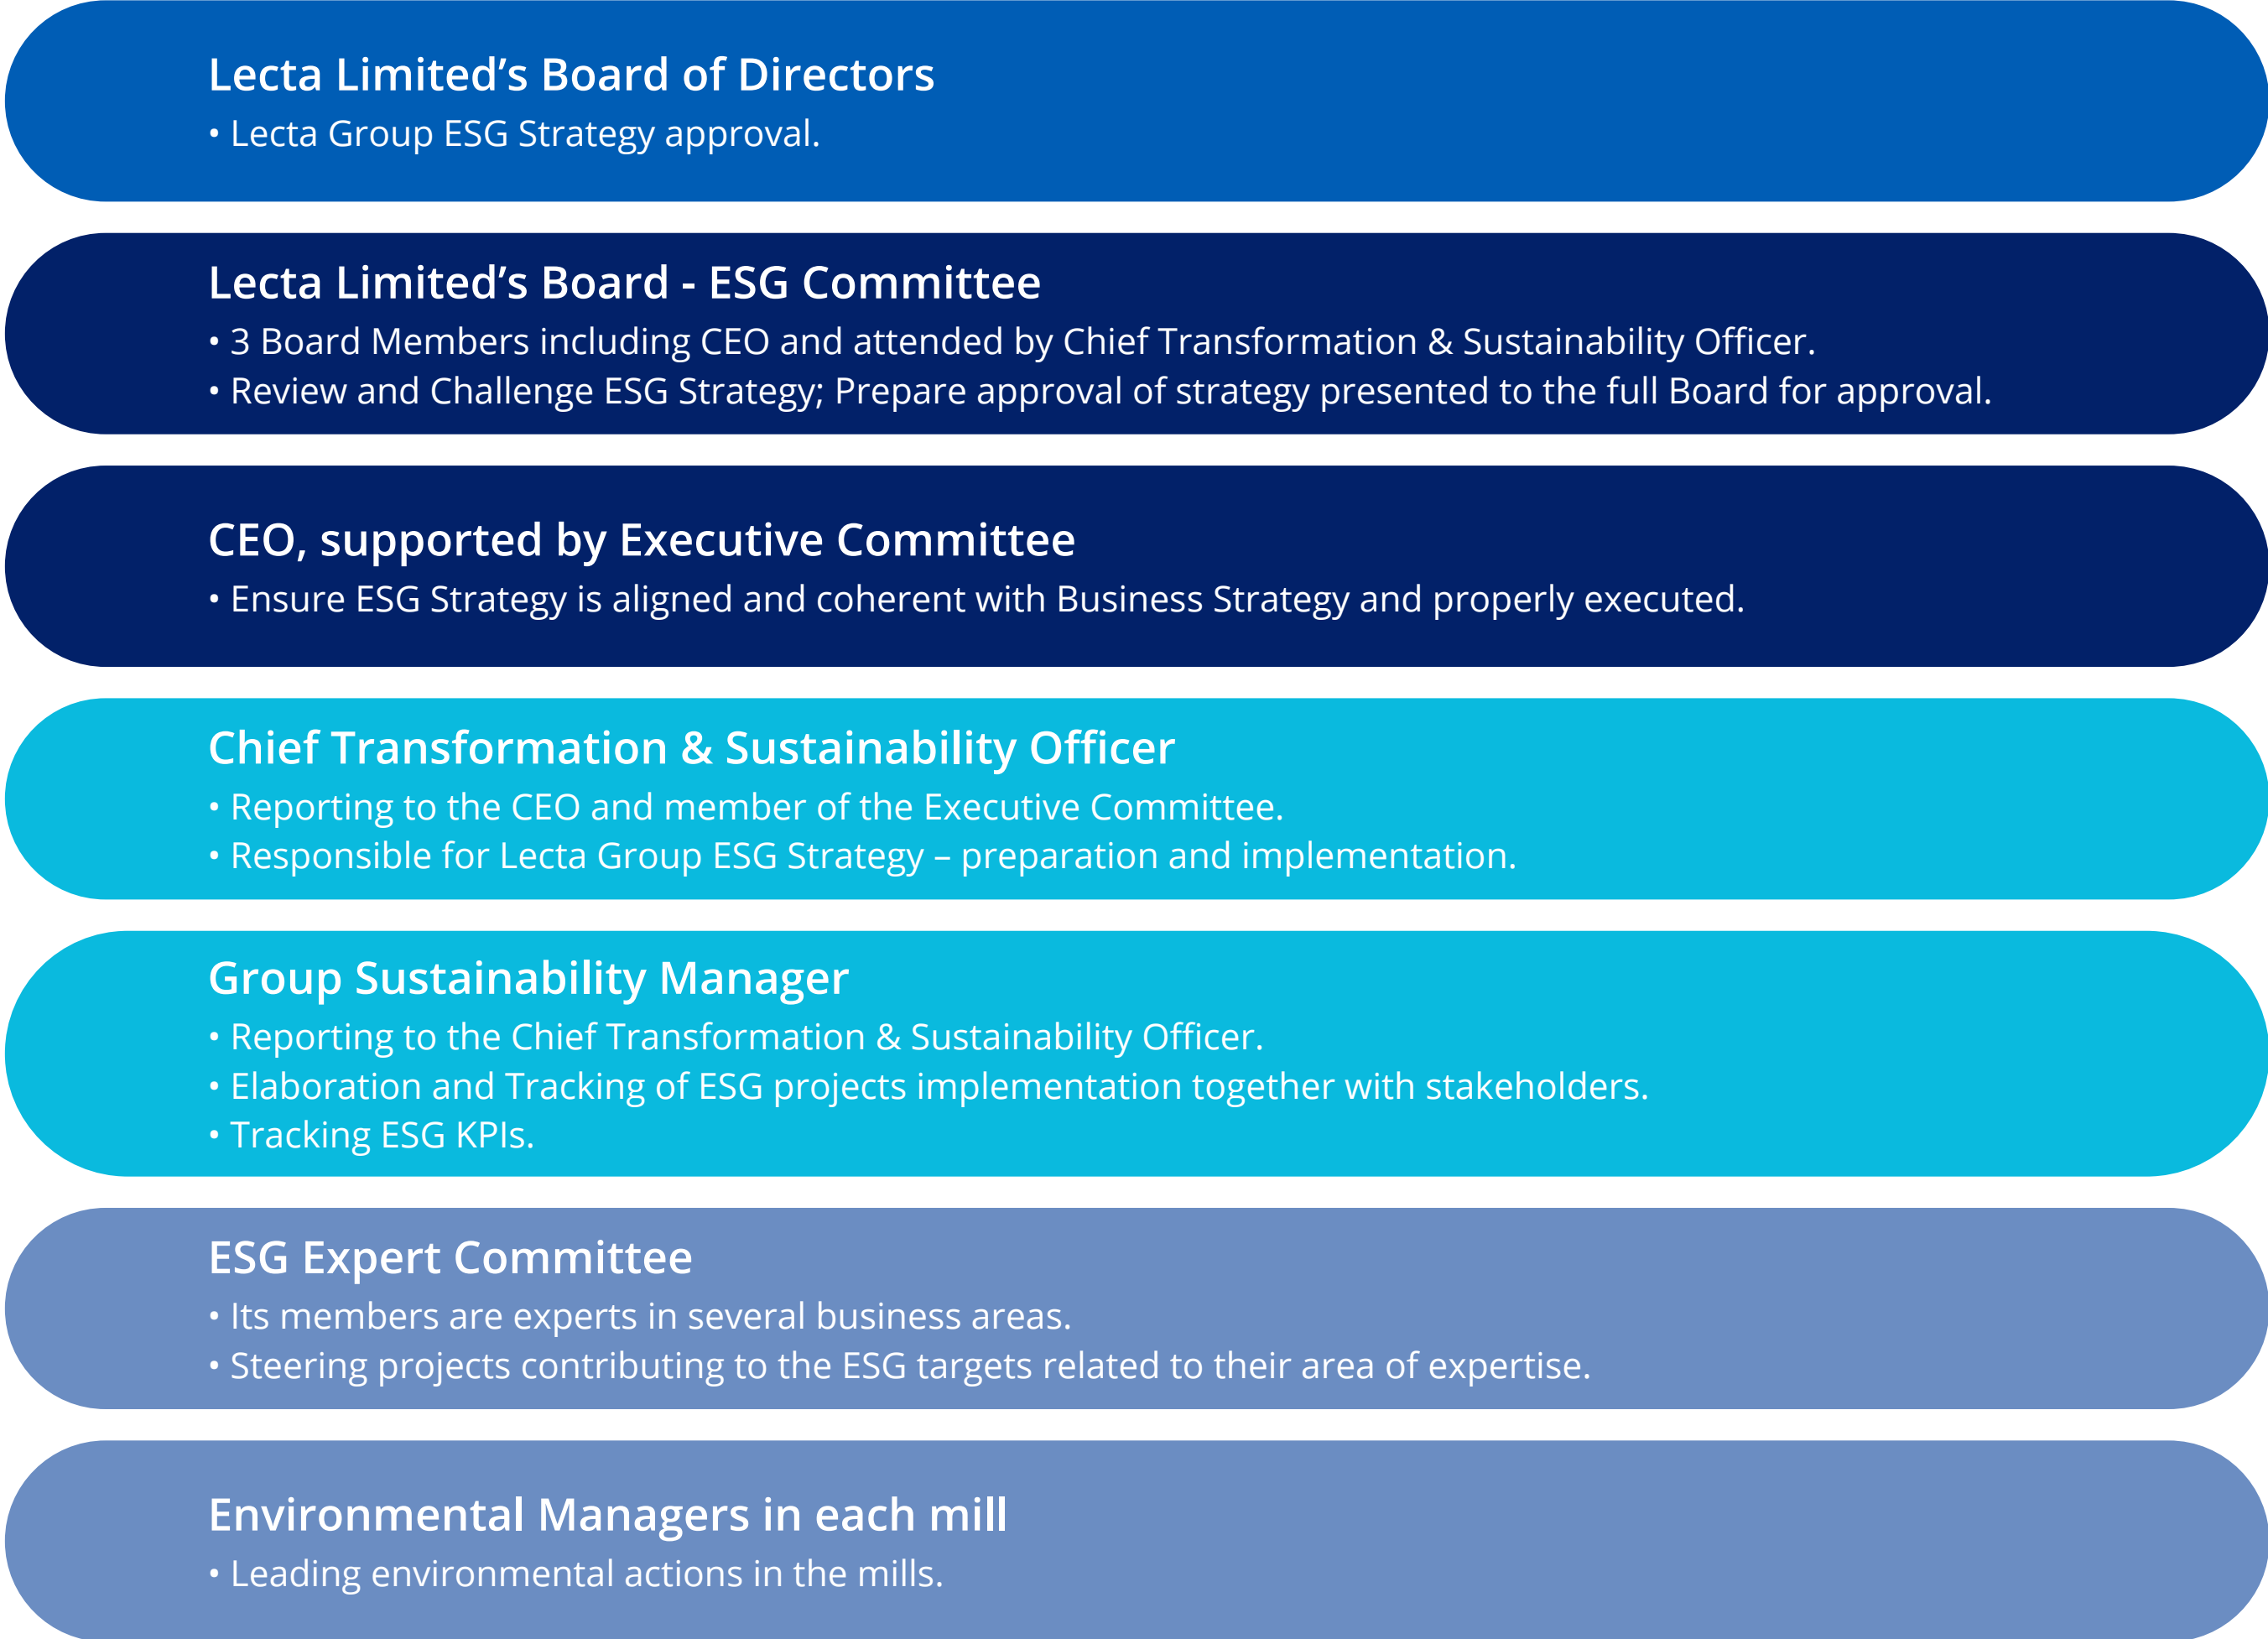 Lecta Limited’s Board of Directors
• Lecta Group ESG Strategy approval.
Lecta Limited’s Board - ESG Committee
• 3 Board Members including CEO and attended by Chief Transformation & Sustainability Officer.
• Review and Challenge ESG Strategy; Prepare approval of strategy presented to the full Board for approval.
CEO, supported by Executive Committee
• Ensure ESG Strategy is aligned and coherent with Business Strategy and properly executed.
Chief Transformation & Sustainability Officer
• Reporting to the CEO and member of the Executive Committee.
• Responsible for Lecta Group ESG Strategy – preparation and implementation.
Group Sustainability Manager
• Reporting to the Chief Transformation & Sustainability Officer.
• Elaboration and Tracking of ESG projects implementation together with stakeholders.
• Tracking ESG KPIs.
ESG Expert Committee
• Its members are experts in several business areas.
• Steering projects contributing to the ESG targets related to their area of expertise.
Environmental Managers in each mill
• Leading environmental actions in the mills.